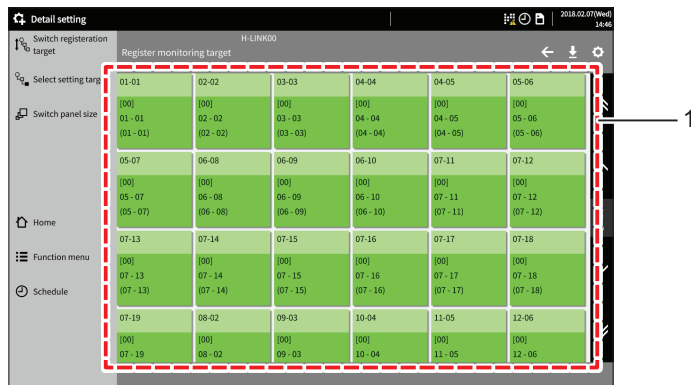 Detail setting
2018.02.07(Wed)
14:46
Switch registeration
target
H-LINK00
Register monitoring target
Select setting targ
Switch panel size
Home
Function menu
Schedule
01-01 02-02 03-03 04-04 04-05 05-06
[00] [00] [00] [00] [00] [00]
01 - 01 02 - 02 03 - 03 04 - 04 04 - 05 05 - 06
(01 - 01) (02 - 02) (03 - 03) (04 - 04) (04 - 05) (05 - 06)
05-07 06-08 06-09 06-10 07-11 07-12
[00] [00] [00] [00] [00] [00]
05 - 07 06 - 08 06 - 09 06 - 10 07 - 11 07 - 12
(05 - 07) (06 - 08) (06 - 09) (06 - 10) (07 - 11) (07 - 12)
07-13 07-14 07-15 07-16 07-17 07-18
[00] [00] [00] [00] [00] [00]
07 - 13 07 - 14 07 - 15 07 - 16 07 - 17 07 - 18
(07 - 13) (07 - 14) (07 - 15) (07 - 16) (07 - 17) (07 - 18)
07-19 08-02 09-03 10-04 11-05 12-06
[00] [00] [00] [00] [00] [00]
07 - 19 08 - 02 09 - 03 10 - 04 11 - 05 12 - 06
1